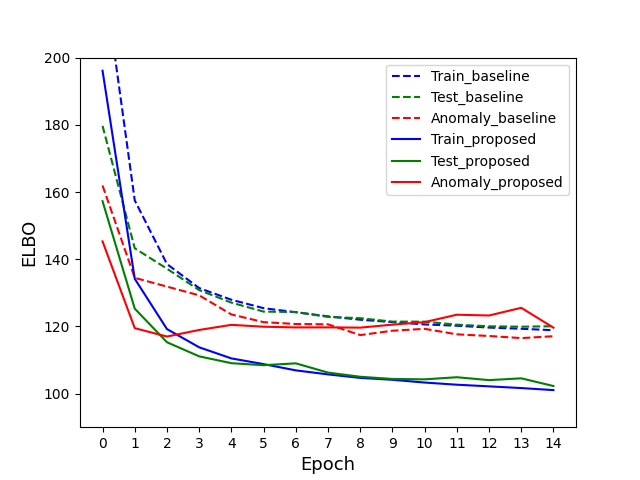 200
180
160
140
120
100
ELBO
0 1 2 3 4 5 6 7 8 9 10 11 12 13 14
Epoch
Train_baseline
Test_baseline
Anomaly_baseline
Train_proposed
Test_proposed
Anomaly_proposed